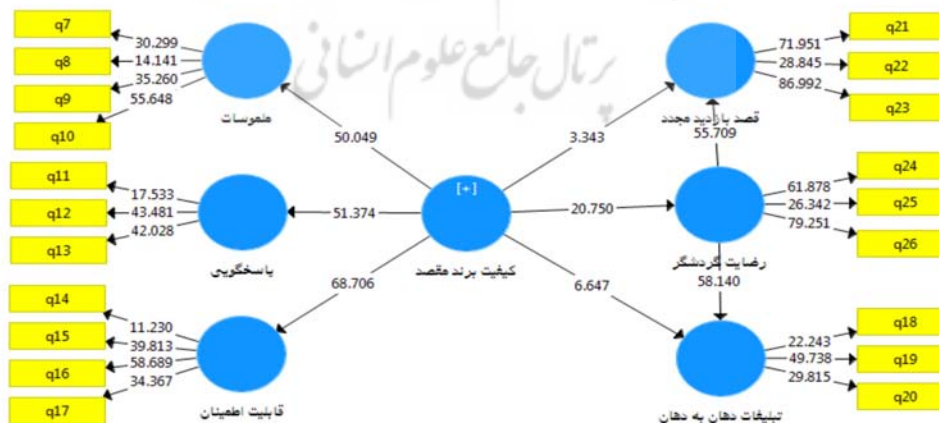 پرتال جامع علوم انسانی
q7
q8
q9
q10
30.299
14.141
35.260
55.648
ملموسات
50.049
q11
q12
q13
17.533
43.481
42.028
پاسخگویی
51.374
q14
q15
q16
q17
11.230
39.813
58.689
34.367
قابلیت اطمینان
68.706
[+]
کیفیت برند مقصد
3.343
20.750
6.647
q21
q22
q23
71.951
28.845
86.992
قصد بازدید مجدد
55.709
q24
q25
q26
61.878
26.342
79.251
رضایت گردشگر
58.140
q18
q19
q20
22.243
49.738
29.815
تبلیغات دهان به دهان